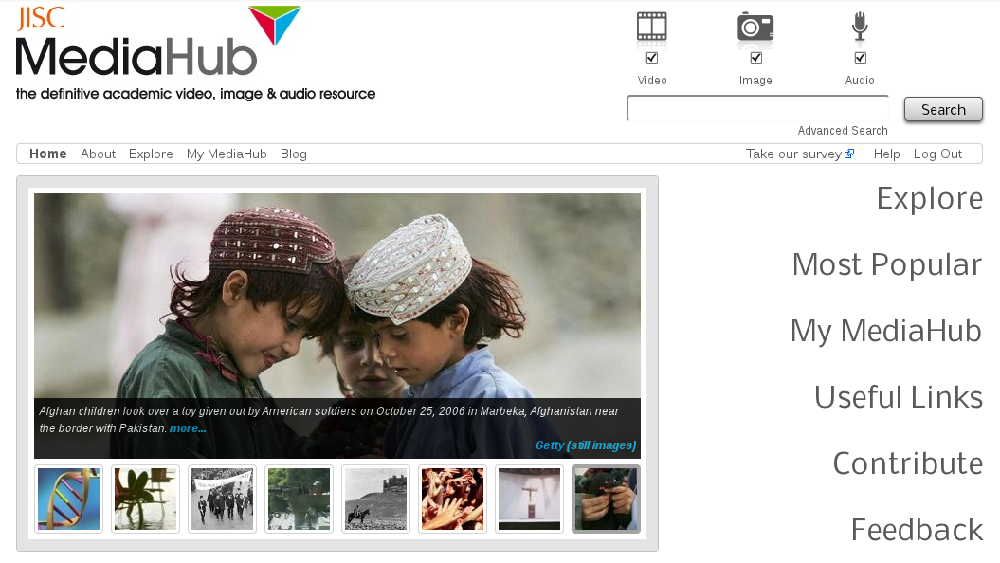 JISC
MediaHub
the definitive academic video, image & audio resource
Video
Image
Audio
Search
Advanced Search
Home
About
Explore
My MediaHub
Blog
Take our survey
Help
Log Out
Afghan children look over a toy given out by American soldiers on October 25, 2006 in Marbeka, Afghanistan near
the border with Pakistan. more...
Getty (still images)
Explore
Most Popular
My MediaHub
Useful Links
Contribute
Feedback